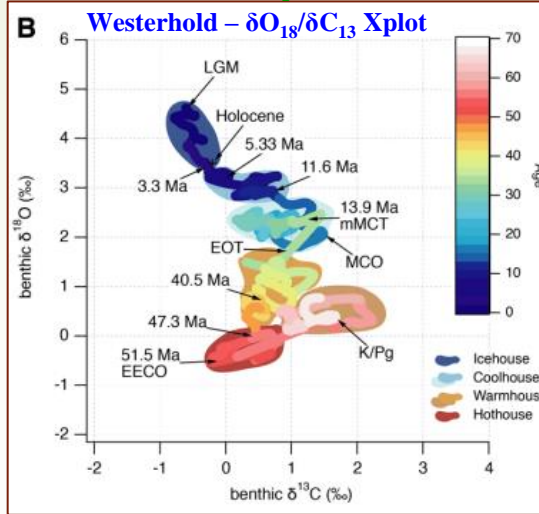 B
Westerhold – δO18/δC13 Xplot
6
5
4
3
2
1
0
-1
-2
benthic δ18O (‰)
LGM
Holocene
5.33 Ma
3.3 Ma
11.6 Ma
13.9 Ma
mMCT
EOT
MCO
40.5 Ma
47.3 Ma
51.5 Ma
EECO
K/Pg
70
60
50
40
30
20
10
0
Age
Icehouse
Coolhouse
Warmhous
Hothouse
-2
-1
0
1
2
3
4
benthic δ13C (‰)